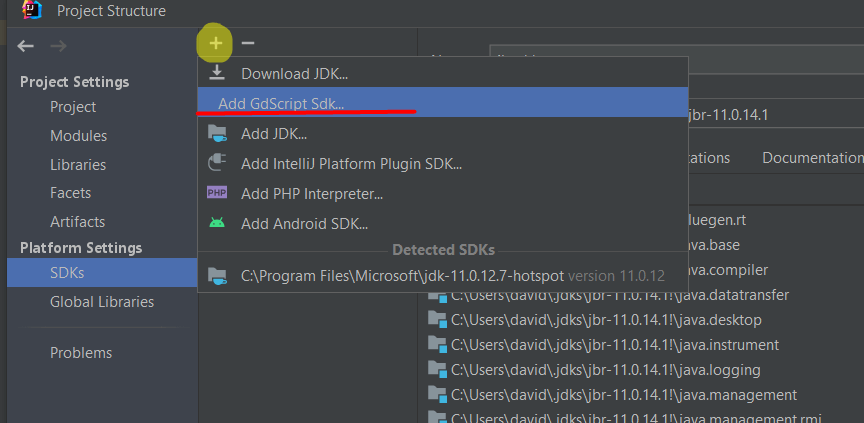 IJ
Project Structure
Project Settings
Project
Modules
Libraries
Facets
Artifacts
Platform Settings
SDKs
Global Libraries
Problems
Download JDK...
Add GdScript Sdk...
Add JDK...
Add IntelliJ Platform Plugin SDK...
PHP Add PHP Interpreter...
Add Android SDK...
Detected SDKs
C:\Program Files\Microsoft\jdk-11.0.12.7-hotspot version 11.0.12
jbr-11.0.14.1
Documentation
java.base
java.compiler
C:\Users\david\.jdks\jbr-11.0.14.1!\java.datatransfer
C:\Users\david\.jdks\jbr-11.0.14.1!\java.desktop
C:\Users\david\.jdks\jbr-11.0.14.1!\java.instrument
C:\Users\david\.jdks\jbr-11.0.14.1!\java.logging
C:\Users\david\.jdks\jbr-11.0.14.1!\java.management
C:\Users\david\.jdks\jbr-11.0.14.1!\java.management.rmi